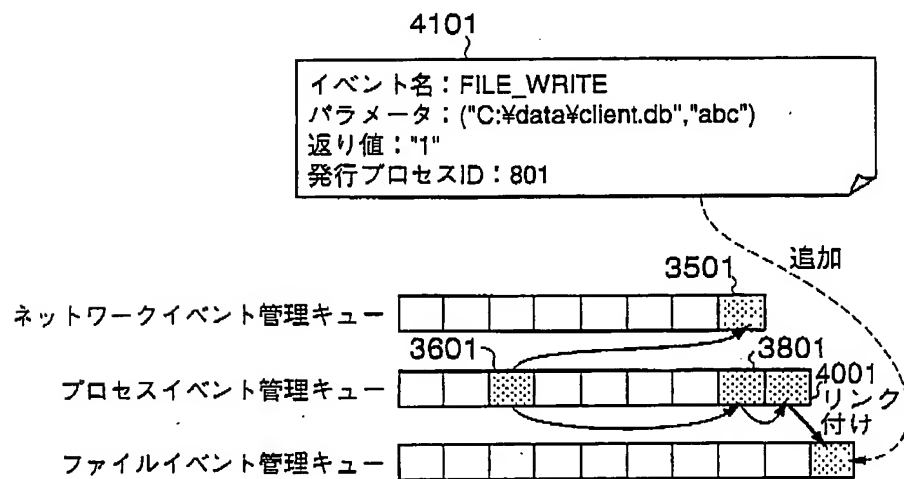 4101
イベント名:FILE_WRITE
パラメータ:("C:¥data¥client.db","abc")
返り値:"1"
発行プロセスID:801
追加
3501
ネットワークイベント管理キュー
3601
3801
プロセスイベント管理キュー
4001
リンク
付け
ファイルイベント管理キュー